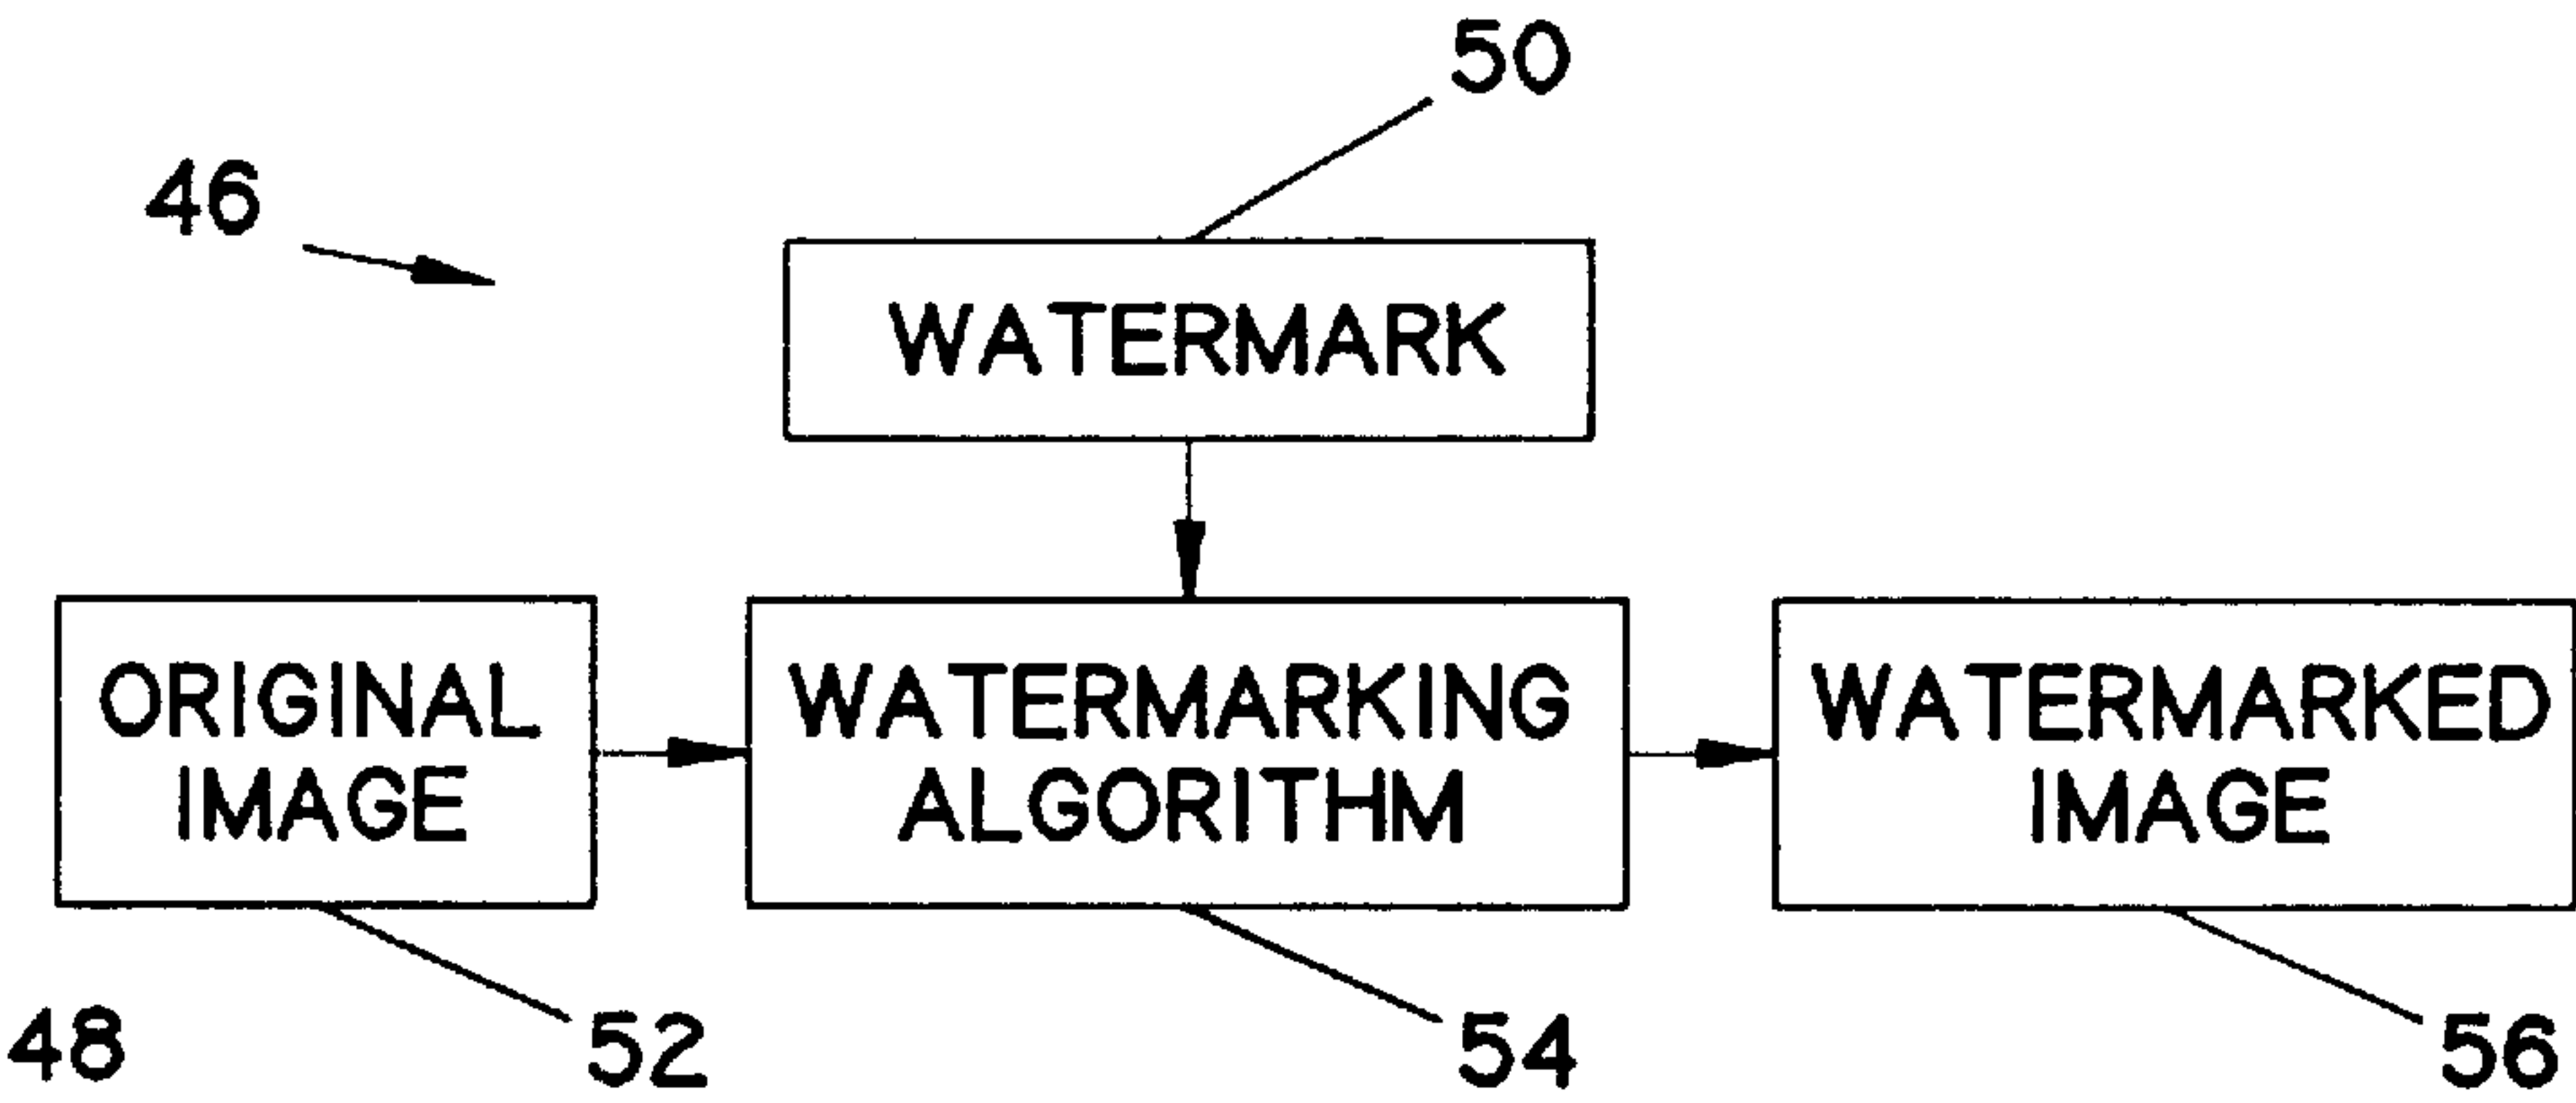 50
46
WATERMARK
ORIGINAL
IMAGE
WATERMARKING
ALGORITHM
WATERMARKED
IMAGE
48
52
54
56